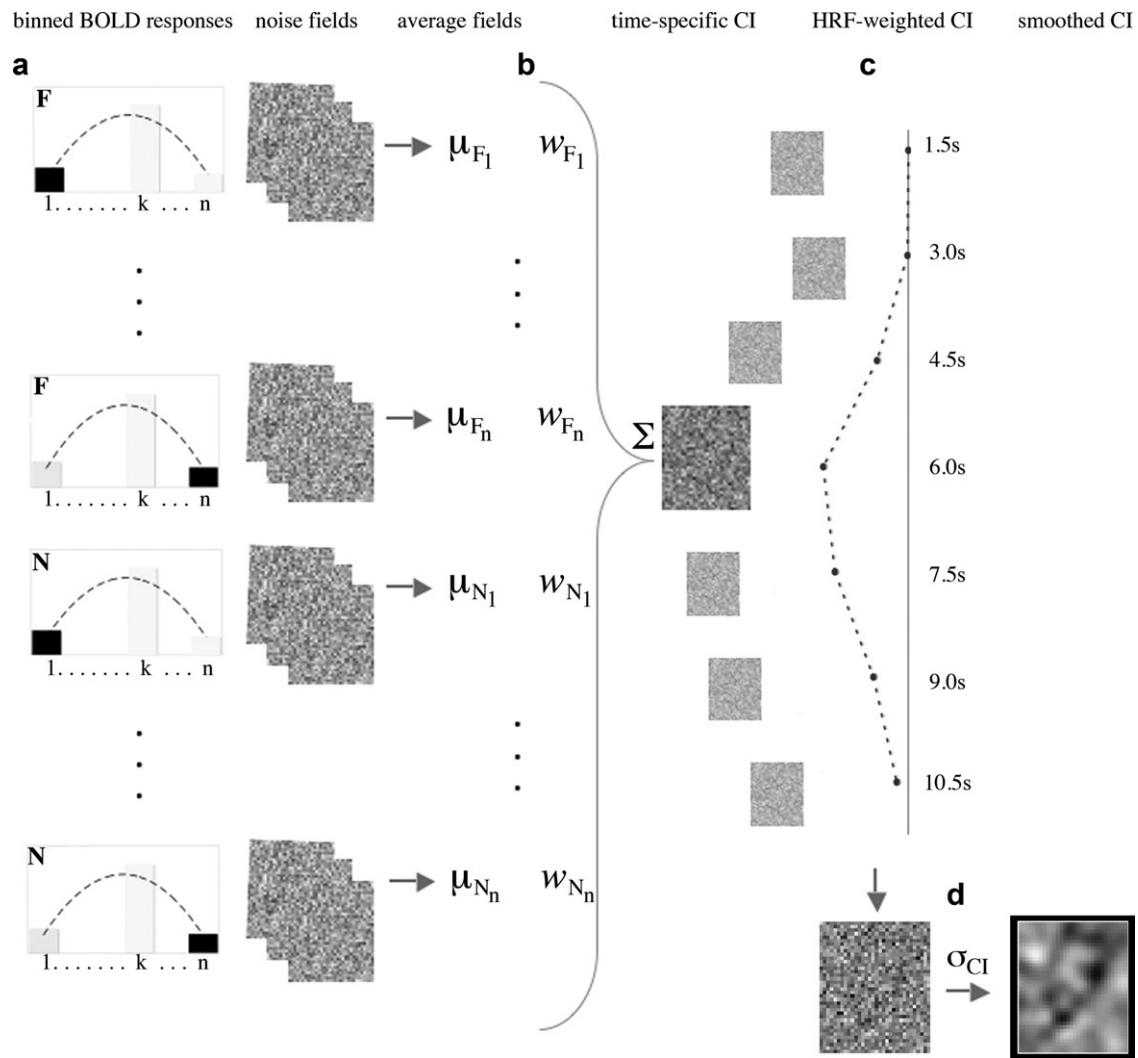 binned BOLD responses noise fields average fields time-specific CI HRF-weighted CI smoothed CI
a b c
F
1. . . . . . . k . . . n
μF1 wF1
1.5s
3.0s
4.5s
F
1. . . . . . . k . . . n
μFn wFn
Σ
6.0s
N
1. . . . . . . k . . . n
μN1 wN1
7.5s
9.0s
10.5s
N
1. . . . . . . k . . . n
μNn wNn
d
σCI